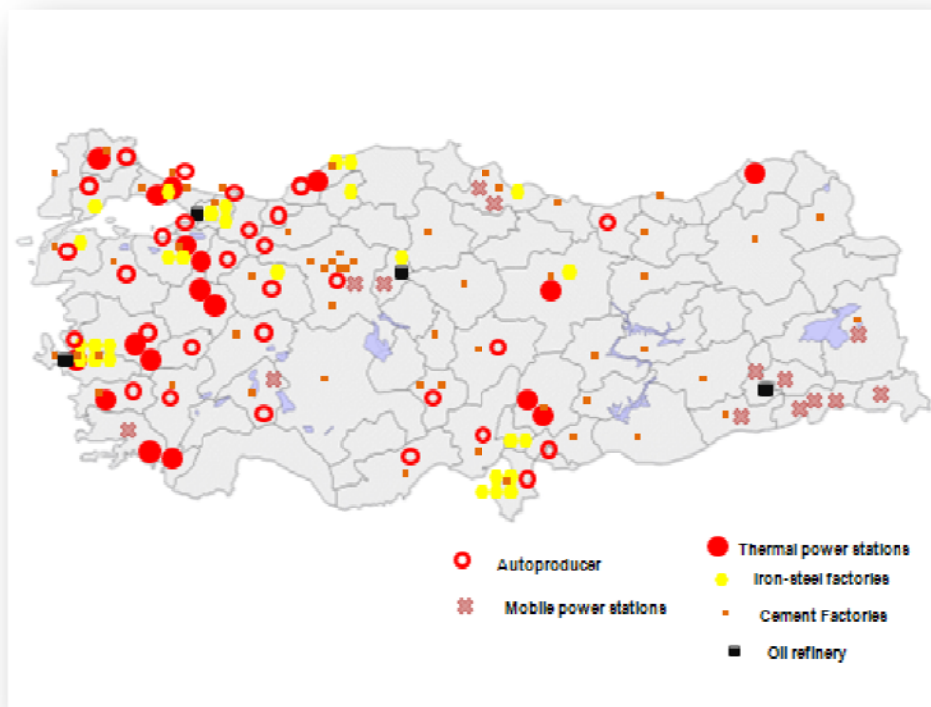 Autoproducer
Mobile power stations
Thermal power stations
Iron-steel factories
Cement Factories
Oil refinery